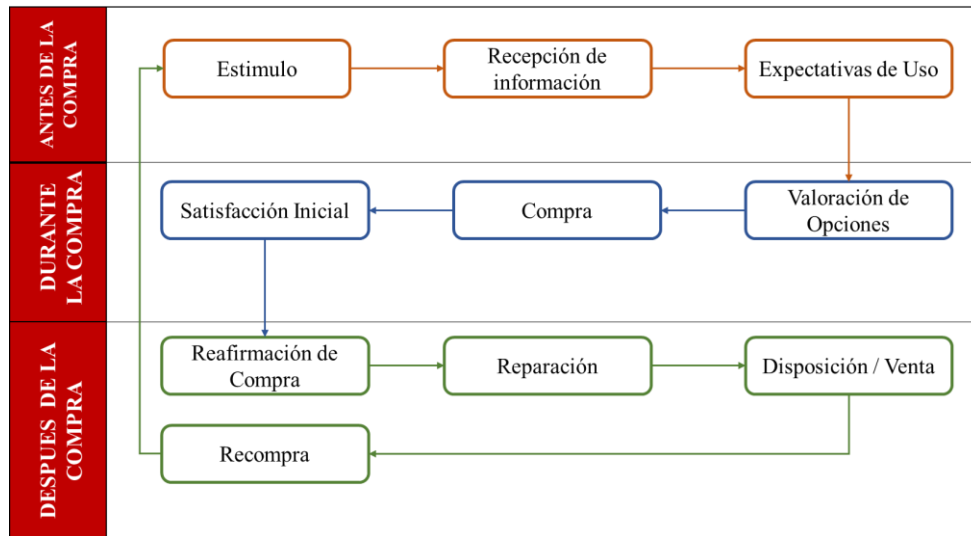 ANTES DE LA
COMPRA
Estimulo
Recepción de
información
Expectativas de Uso
DURANTE
LA COMPRA
Satisfacción Inicial
Compra
Valoración de
Opciones
DESPUES DE LA
COMPRA
Reafirmación de
Compra
Reparación
Disposición / Venta
Recompra